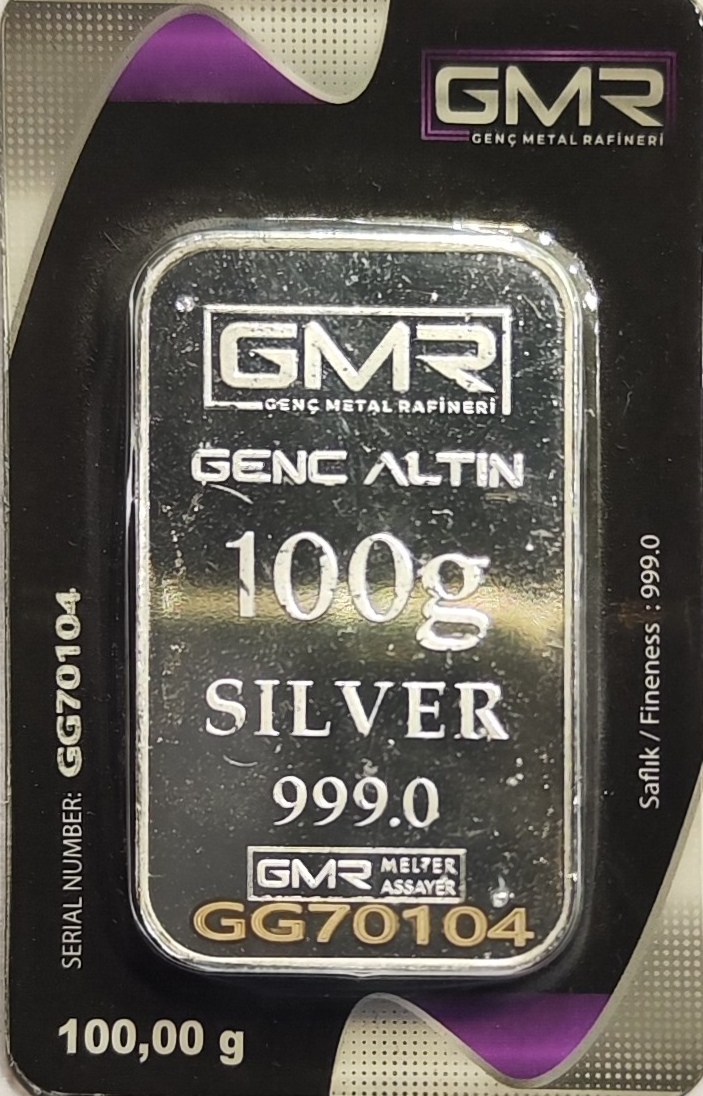 GMR
GENÇ METAL RAFİNERİ
GMR
GENÇ METAL RAFİNERİ
GENC ALTIN
100g
SILVER
999.0
GMR MELTER
ASSAYER
GG70104
SERIAL NUMBER: GG70104
Saflık / Fineness : 999.0
100,00 g